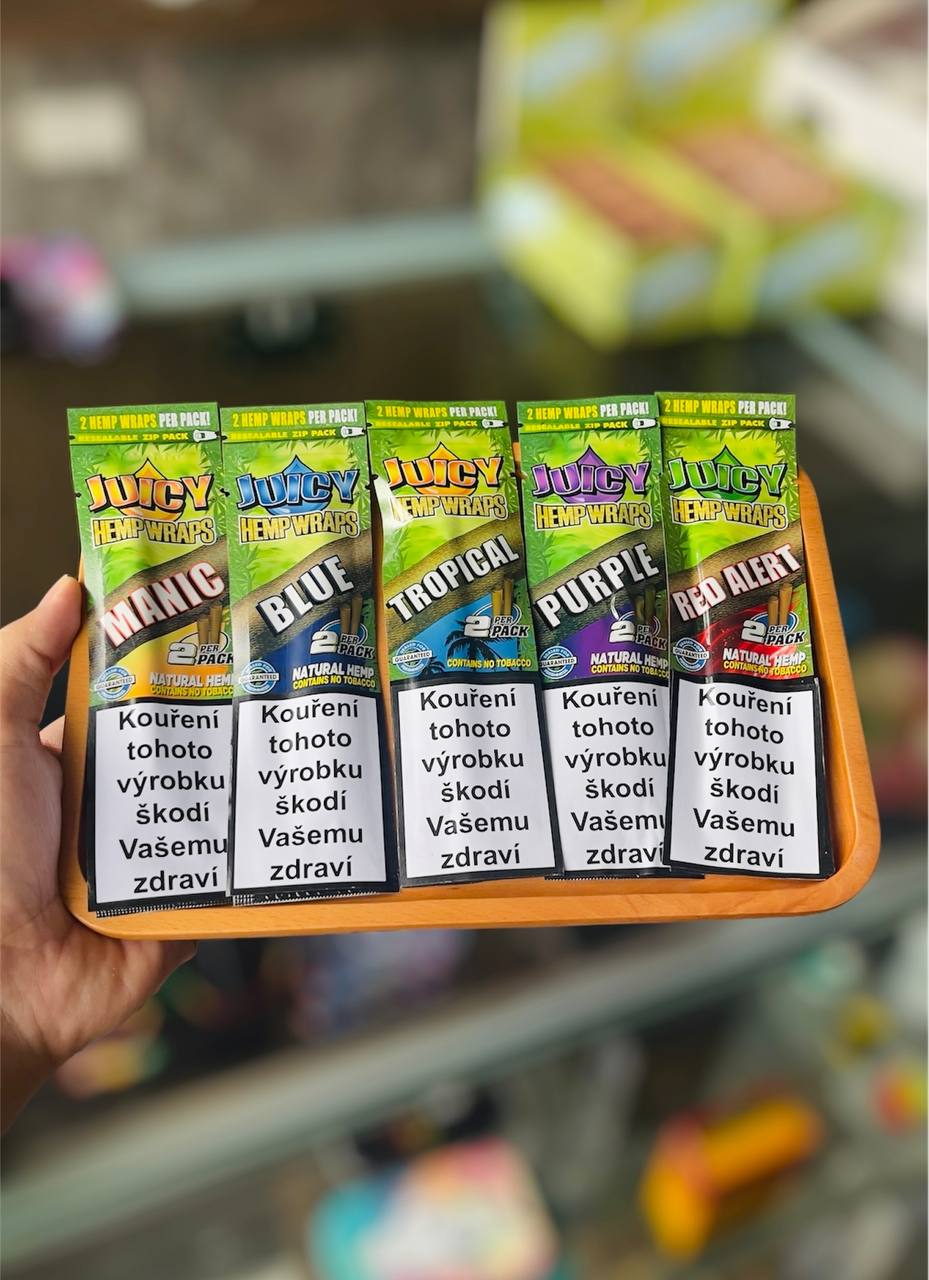 2 HEMP WRAPS PER PACK!
RESEALABLE ZIP PACK
JUICY
HEMP WRAPS
MANIC
2 PER
PACK
GUARANTEED
NATURAL HEMP
CONTAINS NO TOBACCO
Kouření
tohoto
výrobku
škodí
Vašemu
zdraví
2 HEMP WRAPS PER PACK!
RESEALABLE ZIP PACK
JUICY
HEMP WRAPS
BLUE
2 PER
PACK
GUARANTEED
NATURAL HEMP
CONTAINS NO TOBACCO
Kouření
tohoto
výrobku
škodí
Vašemu
zdraví
2 HEMP WRAPS PER PACK!
RESEALABLE ZIP PACK
JUICY
HEMP WRAPS
TROPICAL
2 PER
PACK
GUARANTEED
CONTAINS NO TOBACCO
Kouření
tohoto
výrobku
škodí
Vašemu
zdraví
2 HEMP WRAPS PER PACK!
RESEALABLE ZIP PACK
JUICY
HEMP WRAPS
PURPLE
2 PER
PACK
GUARANTEED
NATURAL HEMP
CONTAINS NO TOBACCO
Kouření
tohoto
výrobku
škodí
Vašemu
zdraví
2 HEMP WRAPS PER PACK!
RESEALABLE ZIP PACK
JUICY
HEMP WRAPS
RED ALERT
2 PER
PACK
GUARANTEED
NATURAL HEMP
CONTAINS NO TOBACCO
Kouření
tohoto
výrobku
škodí
Vašemu
zdraví